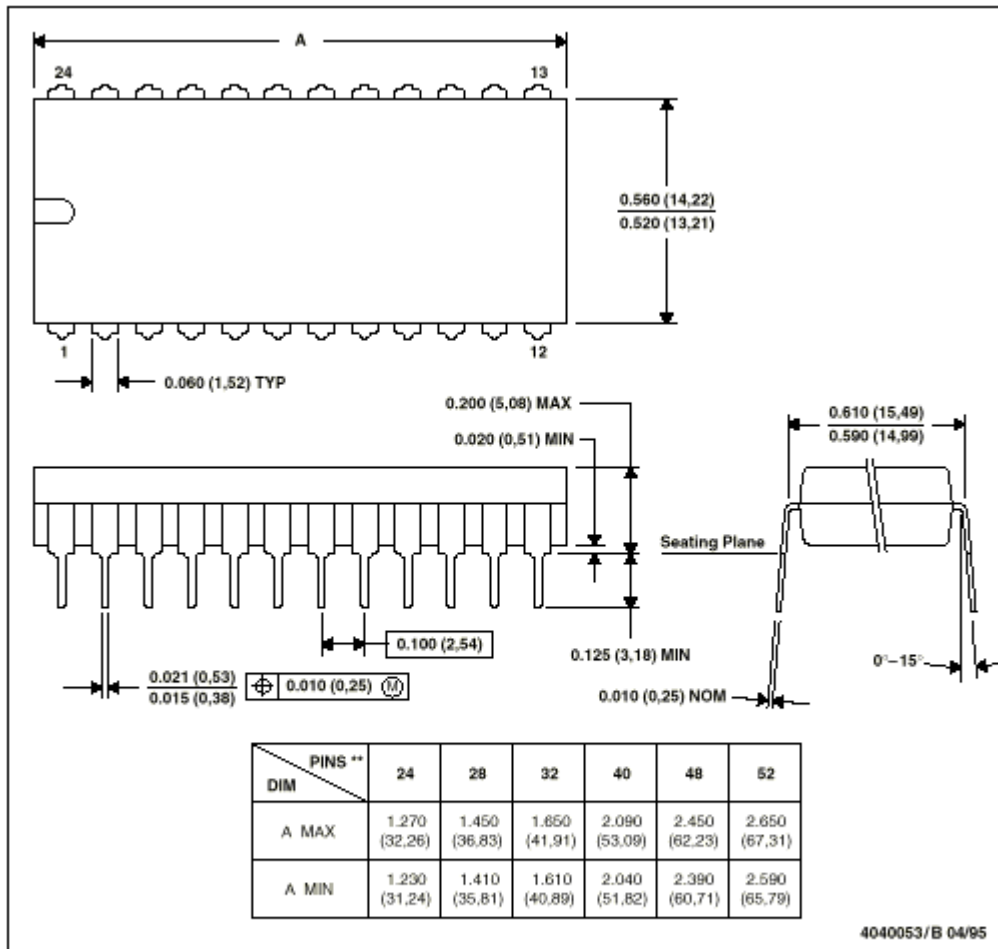 A
24 13
0.560 (14,22)
0.520 (13,21)
1 12
0.060 (1,52) TYP
0.200 (5,08) MAX
0.020 (0,51) MIN
0.610 (15,49)
0.590 (14,99)
Seating Plane
0.100 (2,54)
0.125 (3,18) MIN
0°–15°
0.021 (0,53)
0.015 (0,38)
0.010 (0,25) M
0.010 (0,25) NOM
PINS **
DIM
24 28 32 40 48 52
A MAX
1.270 1.450 1.650 2.090 2.450 2.650
(32,26) (36,83) (41,91) (53,09) (62,23) (67,31)
A MIN
1.230 1.410 1.610 2.040 2.390 2.590
(31,24) (35,81) (40,89) (51,82) (60,71) (65,79)
4040053/B 04/95